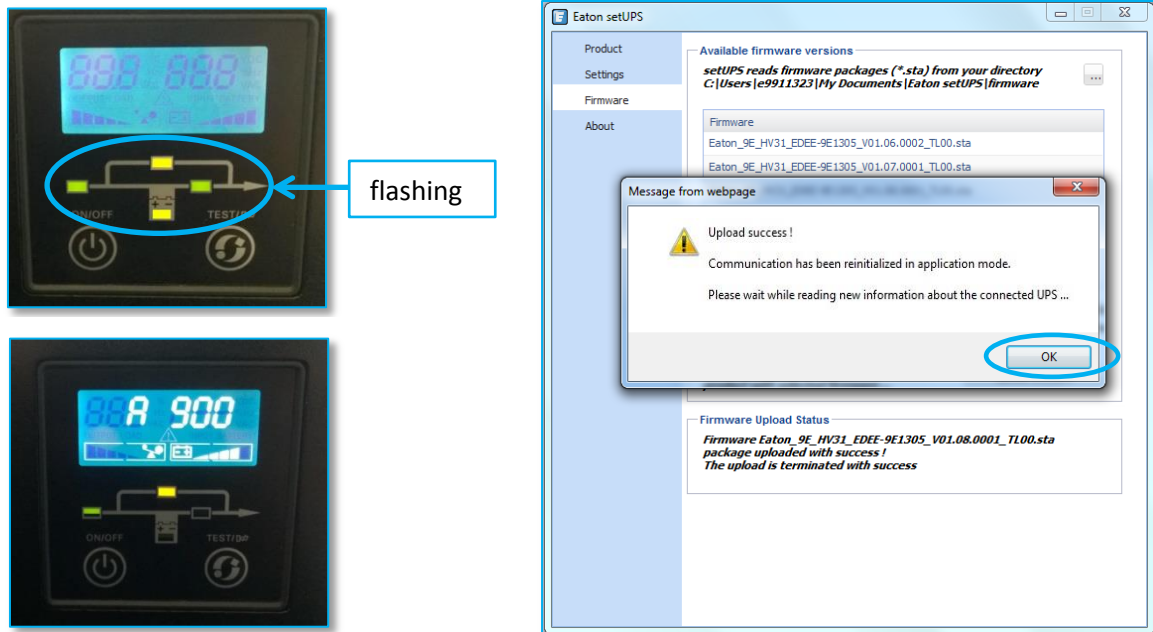 888 888
ON/OFF
TEST/
flashing
88A 900
ON/OFF
TEST/
Eaton setUPS
Product
Settings
Firmware
About
Available firmware versions
setUPS reads firmware packages (*.sta) from your directory
C:\Users\e9911323\My Documents\Eaton setUPS\firmware
...
Firmware
Eaton_9E_HV31_EDEE-9E1305_V01.06.0002_TL00.sta
Eaton_9E_HV31_EDEE-9E1305_V01.07.0001_TL00.sta
Message from webpage
Upload success !
Communication has been reinitialized in application mode.
Please wait while reading new information about the connected UPS ...
OK
Firmware Upload Status
Firmware Eaton_9E_HV31_EDEE-9E1305_V01.08.0001_TL00.sta
package uploaded with success !
The upload is terminated with success